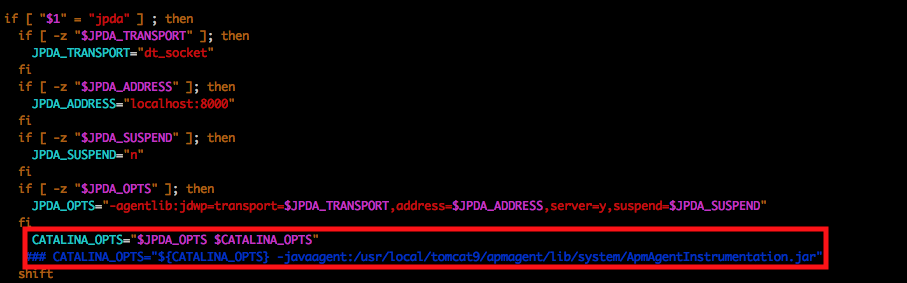 if [ "$1" = "jpda" ] ; then
if [ -z "$JPDA_TRANSPORT" ]; then
JPDA_TRANSPORT="dt_socket"
fi
if [ -z "$JPDA_ADDRESS" ]; then
JPDA_ADDRESS="localhost:8000"
fi
if [ -z "$JPDA_SUSPEND" ]; then
JPDA_SUSPEND="n"
fi
if [ -z "$JPDA_OPTS" ]; then
JPDA_OPTS="-agentlib:jdwp=transport=$JPDA_TRANSPORT,address=$JPDA_ADDRESS,server=y,suspend=$JPDA_SUSPEND"
fi
CATALINA_OPTS="$JPDA_OPTS $CATALINA_OPTS"
### CATALINA_OPTS="${CATALINA_OPTS} -javaagent:/usr/local/tomcat9/apmagent/lib/system/ApmAgentInstrumentation.jar"
shift